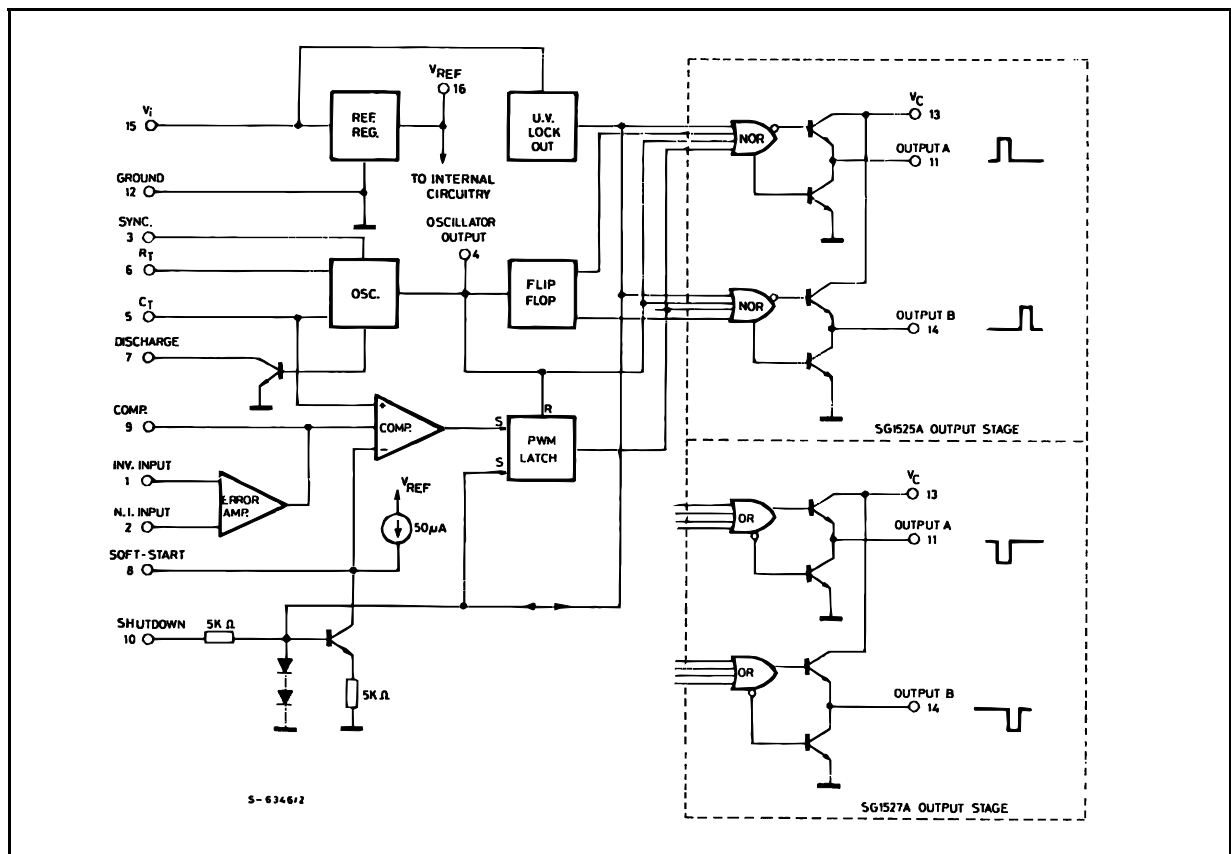 VREF
16
Vi
15
REF.
REG.
U.V.
LOCK
OUT
TO INTERNAL
CIRCUITRY
GROUND
12
SYNC.
3
RT
6
OSCILLATOR
OUTPUT
4
OSC.
FLIP
FLOP
CT
5
DISCHARGE
7
COMP.
9
+
COMP.
–
S
R
S
PWM
LATCH
INV. INPUT
1
N.I. INPUT
2
ERROR
AMP.
VREF
50µA
SOFT-START
8
SHUTDOWN
10
5KΩ
5KΩ
S-6346/2
NOR
VC
13
OUTPUT A
11
NOR
OUTPUT B
14
SG1525A OUTPUT STAGE
OR
VC
13
OUTPUT A
11
OR
OUTPUT B
14
SG1527A OUTPUT STAGE